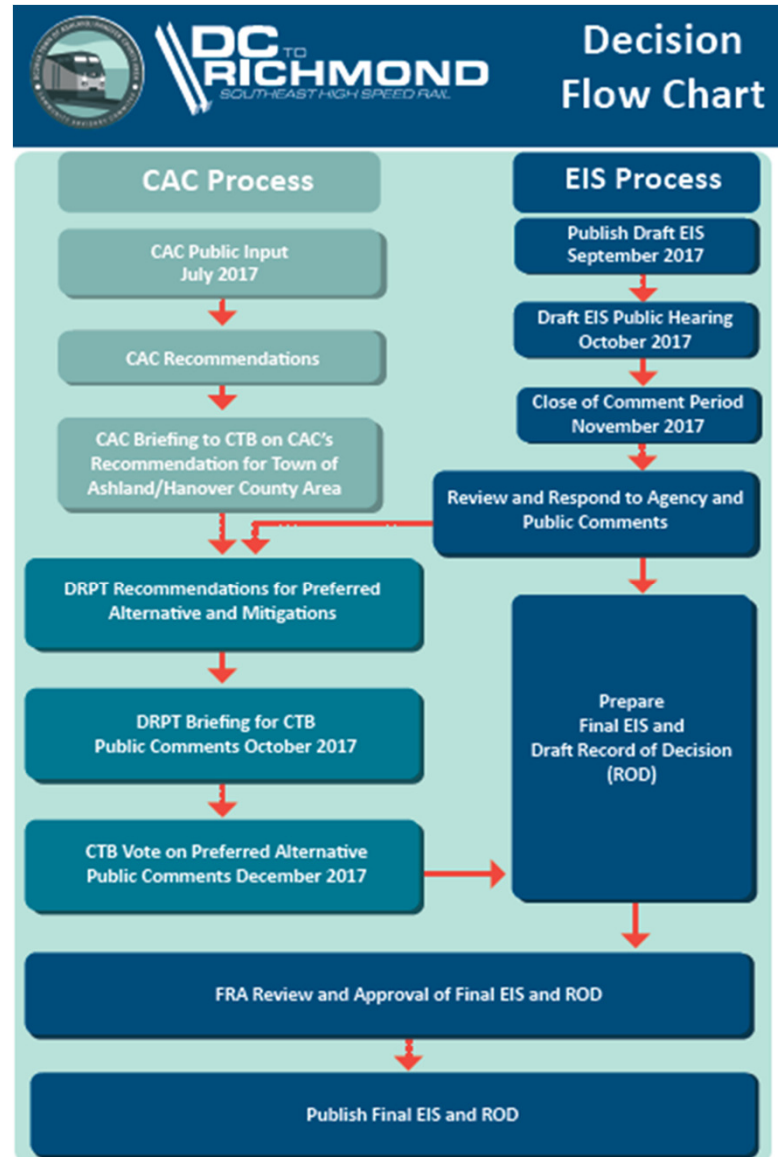 DC TO
RICHMOND
SOUTHEAST HIGH SPEED RAIL
Decision
Flow Chart
CAC Process
CAC Public Input
July 2017
CAC Recommendations
CAC Briefing to CTB on CAC's
Recommendation for Town of
Ashland/Hanover County Area
DRPT Recommendations for Preferred
Alternative and Mitigations
DRPT Briefing for CTB
Public Comments October 2017
CTB Vote on Preferred Alternative
Public Comments December 2017
EIS Process
Publish Draft EIS
September 2017
Draft EIS Public Hearing
October 2017
Close of Comment Period
November 2017
Review and Respond to Agency and
Public Comments
Prepare
Final EIS and
Draft Record of Decision
(ROD)
FRA Review and Approval of Final EIS and ROD
Publish Final EIS and ROD